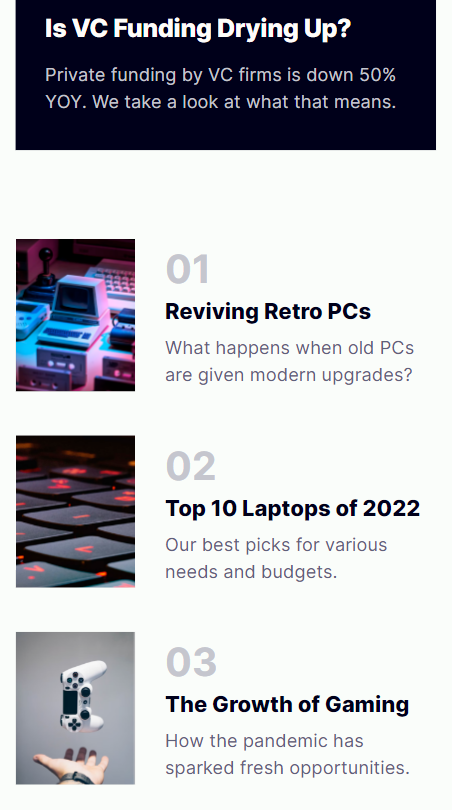 Is VC Funding Drying Up?
Private funding by VC firms is down 50%
YOY. We take a look at what that means.
01
Reviving Retro PCs
What happens when old PCs
are given modern upgrades?
02
Top 10 Laptops of 2022
Our best picks for various
needs and budgets.
03
The Growth of Gaming
How the pandemic has
sparked fresh opportunities.